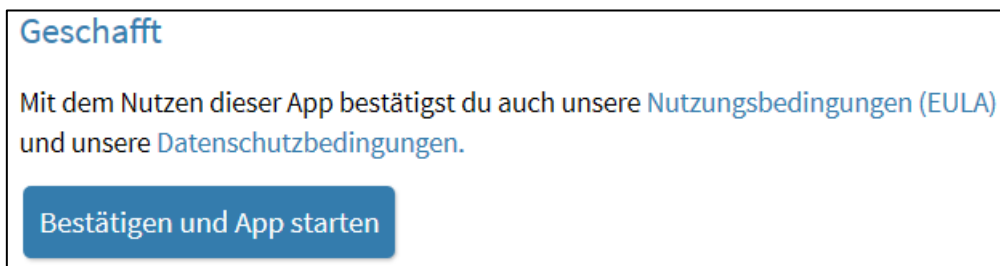 Geschafft
Mit dem Nutzen dieser App bestätigst du auch unsere Nutzungsbedingungen (EULA)
und unsere Datenschutzbedingungen.
Bestätigen und App starten